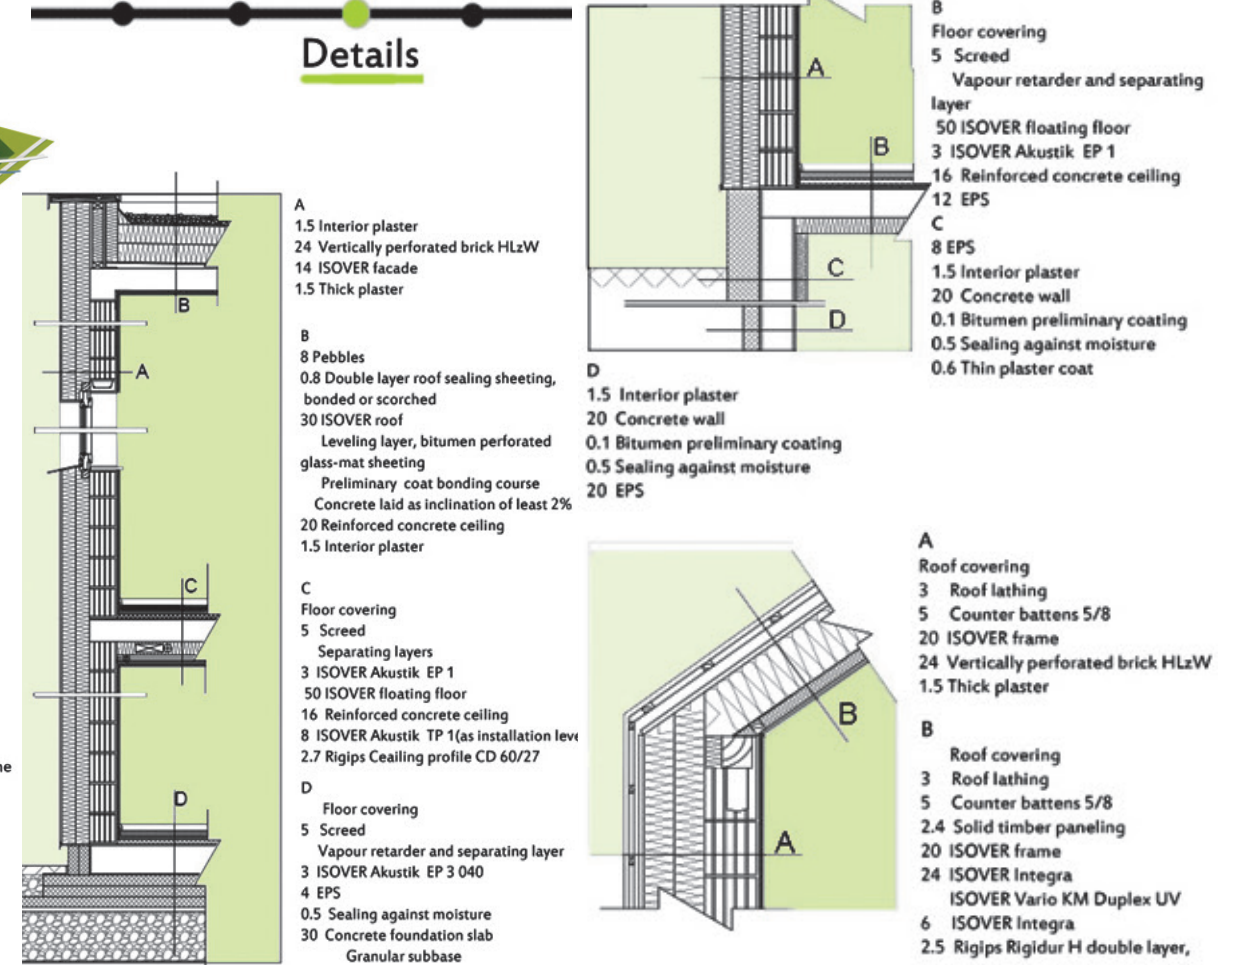 Details
A
1.5 Interior plaster
24 Vertically perforated brick HLzW
14 ISOVER facade
1.5 Thick plaster
B
8 Pebbles
0.8 Double layer roof sealing sheeting,
bonded or scorched
30 ISOVER roof
Leveling layer, bitumen perforated
glass-mat sheeting
Preliminary coat bonding course
Concrete laid as inclination of least 2%
20 Reinforced concrete ceiling
1.5 Interior plaster
C
Floor covering
5 Screed
Separating layers
3 ISOVER Akustik EP 1
50 ISOVER floating floor
16 Reinforced concrete ceiling
8 ISOVER Akustik TP 1(as installation leve
2.7 Rigips Ceailing profile CD 60/27
D
Floor covering
5 Screed
Vapour retarder and separating layer
3 ISOVER Akustik EP 3 040
4 EPS
0.5 Sealing against moisture
30 Concrete foundation slab
Granular subbase
B
A
C
D
ne
A
B
C
D
B
Floor covering
5 Screed
Vapour retarder and separating
layer
50 ISOVER floating floor
3 ISOVER Akustik EP 1
16 Reinforced concrete ceiling
12 EPS
C
8 EPS
1.5 Interior plaster
20 Concrete wall
0.1 Bitumen preliminary coating
0.5 Sealing against moisture
0.6 Thin plaster coat
D
1.5 Interior plaster
20 Concrete wall
0.1 Bitumen preliminary coating
0.5 Sealing against moisture
20 EPS
B
A
A
Roof covering
3 Roof lathing
5 Counter battens 5/8
20 ISOVER frame
24 Vertically perforated brick HLzW
1.5 Thick plaster
B
Roof covering
3 Roof lathing
5 Counter battens 5/8
2.4 Solid timber paneling
20 ISOVER frame
24 ISOVER Integra
ISOVER Vario KM Duplex UV
6 ISOVER Integra
2.5 Rigips Rigidur H double layer,